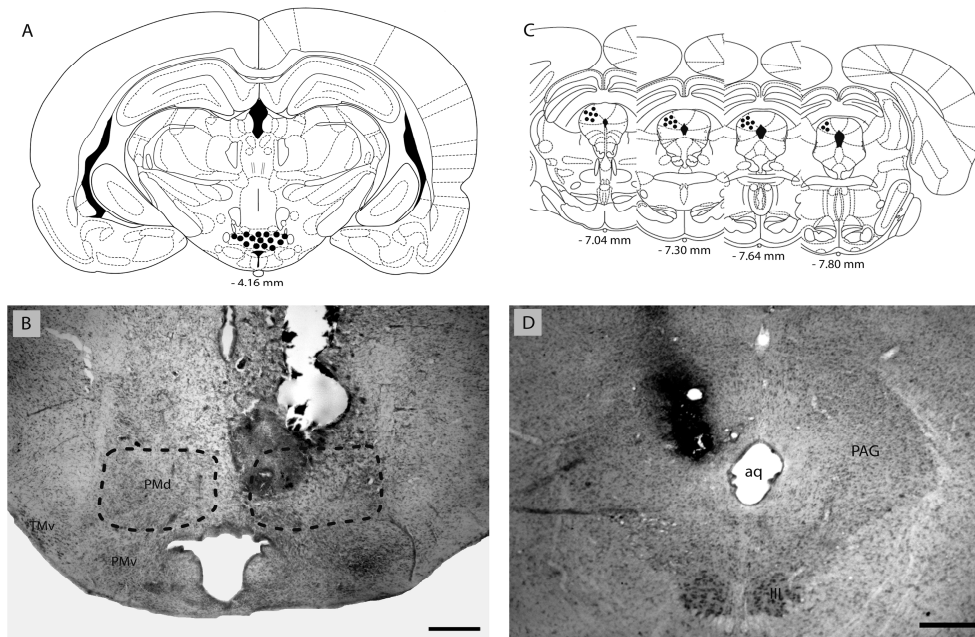 A
- 4.16 mm
C
- 7.04 mm
- 7.30 mm
- 7.64 mm
- 7.80 mm
B
PMd
TMv
PMv
D
PAG
aq
III